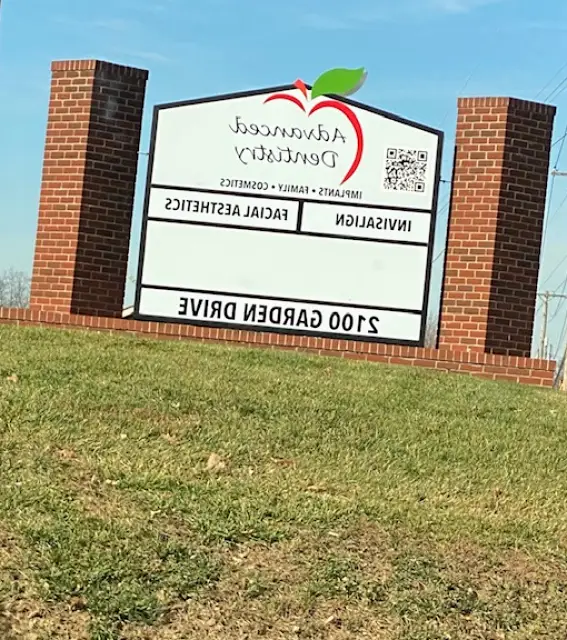 Advanced
Dentistry
IMPLANTS • FAMILY • COSMETICS
INVISALIGN FACIAL AESTHETICS
2100 GARDEN DRIVE